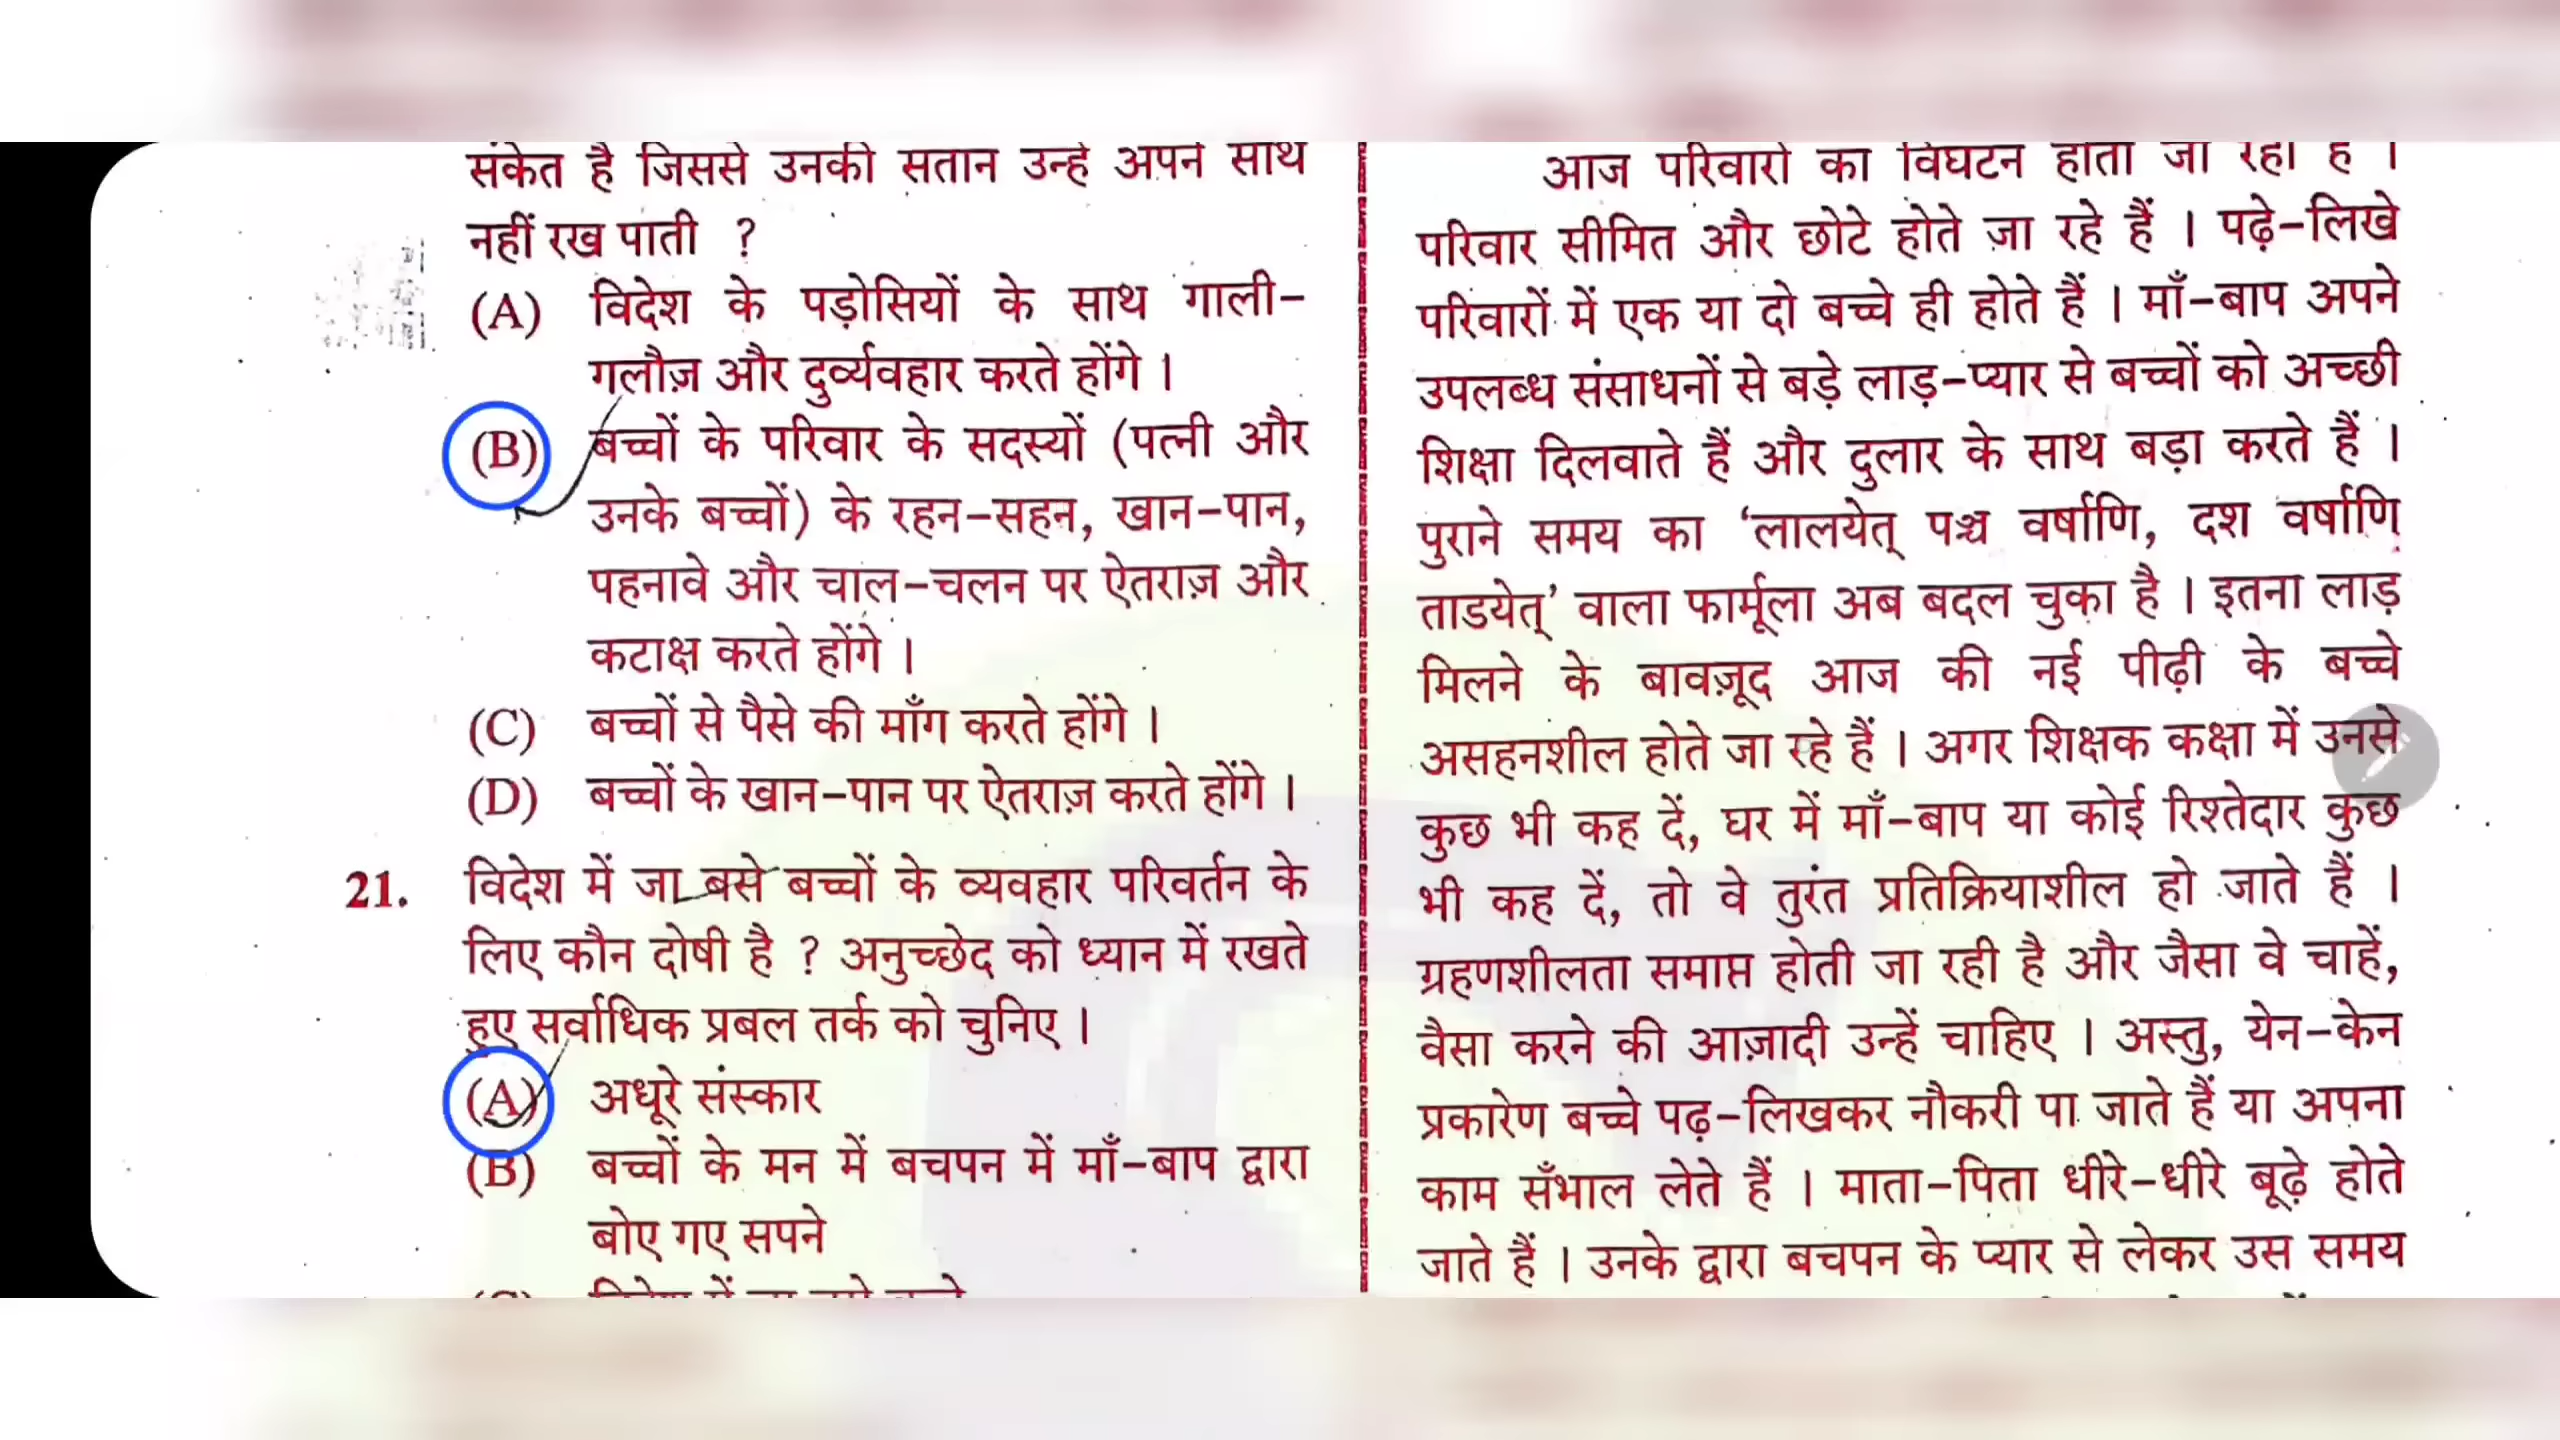 संकेत है जिससे उनकी सतान उन्हे अपन साथ
नहीं रख पाती ?
(A) विदेश के पड़ोसियों के साथ गाली-
गलौज़ और दुर्व्यवहार करते होंगे ।
(B) बच्चों के परिवार के सदस्यों (पत्नी और
उनके बच्चों) के रहन-सहन, खान-पान,
पहनावे और चाल-चलन पर ऐतराज़ और
कटाक्ष करते होंगे ।
(C) बच्चों से पैसे की माँग करते होंगे ।
(D) बच्चों के खान-पान पर ऐतराज़ करते होंगे ।
21. विदेश में जा बसे बच्चों के व्यवहार परिवर्तन के
लिए कौन दोषी है ? अनुच्छेद को ध्यान में रखते
हुए सर्वाधिक प्रबल तर्क को चुनिए ।
(A) अधूरे संस्कार
(B) बच्चों के मन में बचपन में माँ-बाप द्वारा
बोए गए सपने
आज परिवारो का विघटन होता जा रहा है ।
परिवार सीमित और छोटे होते ज़ा रहे हैं । पढ़े-लिखे
परिवारों में एक या दो बच्चे ही होते हैं । माँ-बाप अपने
उपलब्ध संसाधनों से बड़े लाड़-प्यार से बच्चों को अच्छी
शिक्षा दिलवाते हैं और दुलार के साथ बड़ा करते हैं ।
पुराने समय का ‘लालयेत् पञ्च वर्षाणि, दश वर्षाणि
ताडयेत्’ वाला फार्मूला अब बदल चुका है । इतना लाड़
मिलने के बावज़ूद आज की नई पीढ़ी के बच्चे
असहनशील होते जा रहे हैं । अगर शिक्षक कक्षा में उनसे
कुछ भी कह दें, घर में माँ-बाप या कोई रिश्तेदार कुछ
भी कह दें, तो वे तुरंत प्रतिक्रियाशील हो जाते हैं ।
ग्रहणशीलता समाप्त होती जा रही है और जैसा वे चाहें,
वैसा करने की आज़ादी उन्हें चाहिए । अस्तु, येन-केन
प्रकारेण बच्चे पढ़-लिखकर नौकरी पा जाते हैं या अपना
काम सँभाल लेते हैं । माता-पिता धीरे-धीरे बूढ़े होते
जाते हैं । उनके द्वारा बचपन के प्यार से लेकर उस समय